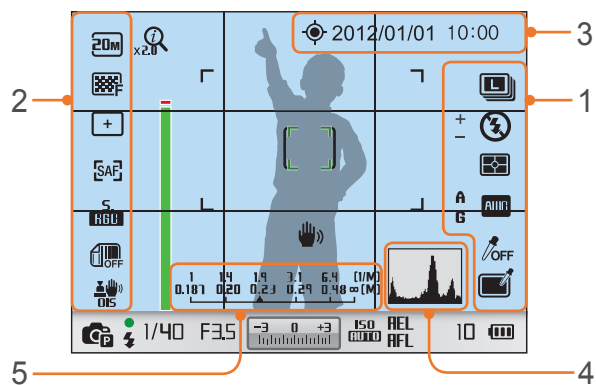 2012/01/01 10:00
3
2
1
20M
x2.0
F
L
+
+
−
SAF
S.
RGB
A
G
AWB
OFF
OFF
OIS
1 1.4 1.9 3.1 6.4 (1/M)
0.187 0.20 0.23 0.29 0.48 ∞ (M)
P
1/40
F3.5
-3 0 +3
ISO
AUTO
AEL
AFL
10
5
4